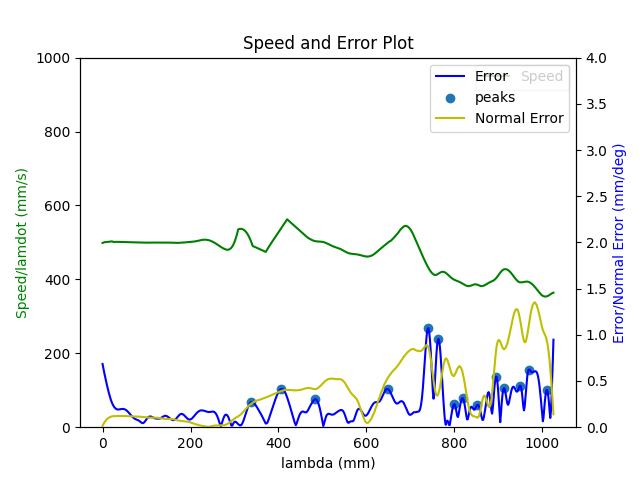 Speed and Error Plot
1000
800
600
400
200
0
Speed/lamdot (mm/s)
4.0
3.5
3.0
2.5
2.0
1.5
1.0
0.5
0.0
Error/Normal Error (mm/deg)
Error
Speed
peaks
Normal Error
0
200
400
600
800
1000
lambda (mm)